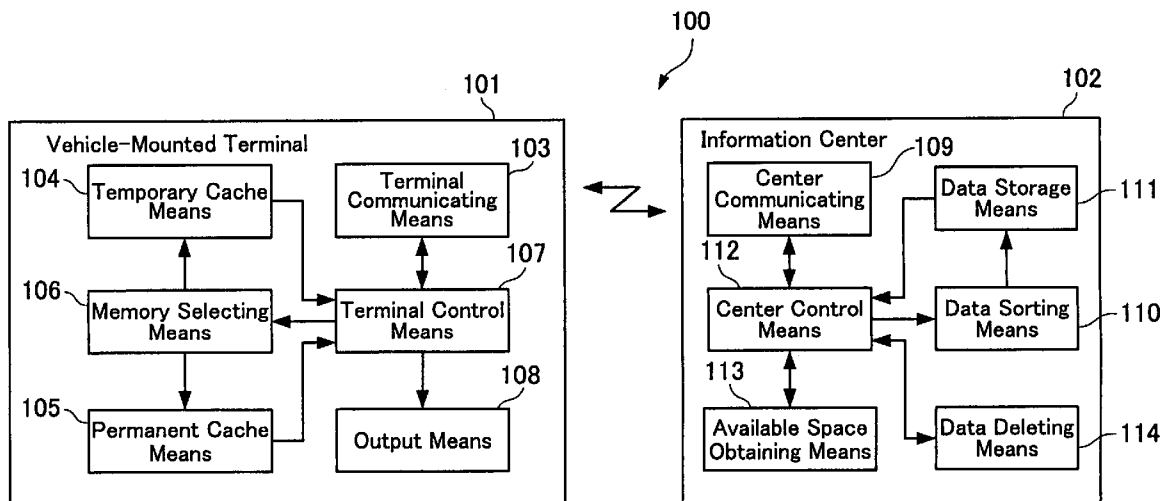 100
101
Vehicle-Mounted Terminal
104
Temporary Cache
Means
103
Terminal
Communicating
Means
106
Memory Selecting
Means
107
Terminal Control
Means
105
Permanent Cache
Means
108
Output Means
102
Information Center
109
Center
Communicating
Means
Data Storage
Means
111
112
Center Control
Means
Data Sorting
Means
110
113
Available Space
Obtaining Means
Data Deleting
Means
114